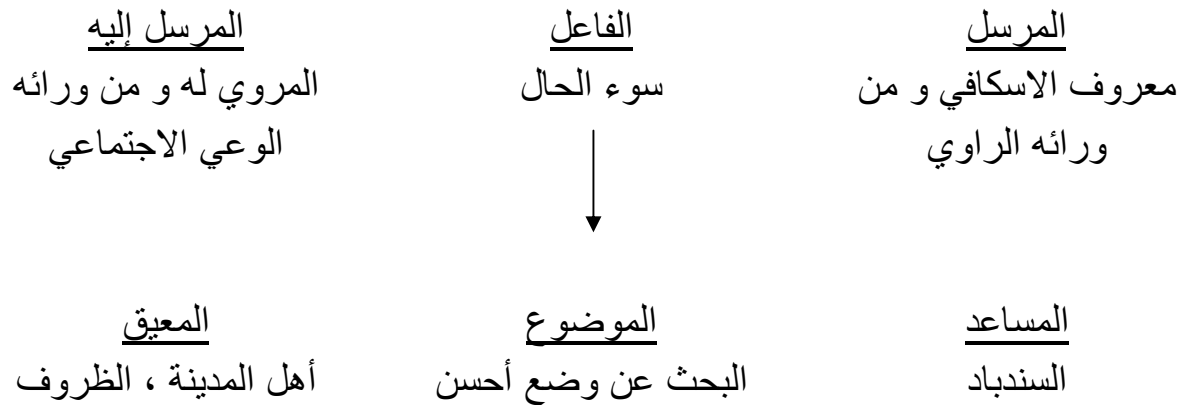 المرسل الفاعل المرسل إليه
معروف الاسكافي و من سوء الحال المروي له و من ورائه
ورائه الراوي الوعي الاجتماعي
المساعد الموضوع المعيق
السندباد البحث عن وضع أحسن أهل المدينة ، الظروف